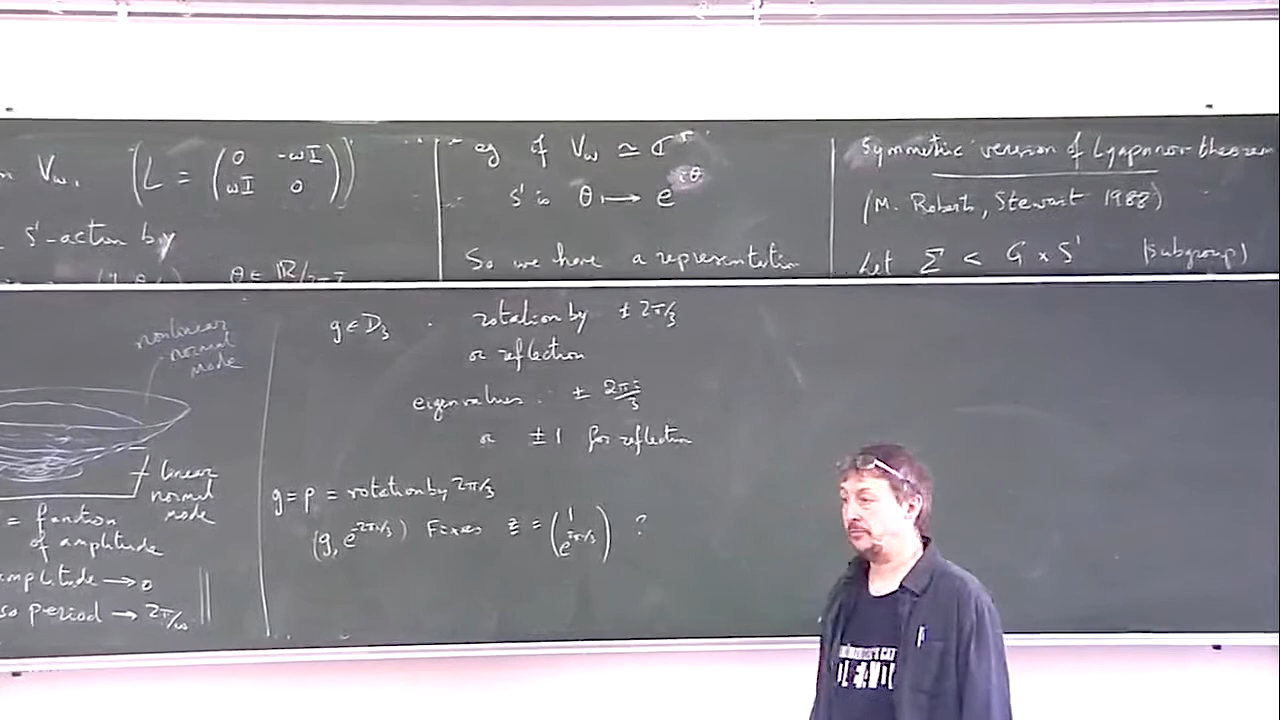 n V_ω. (L = (0 -ωI
ωI 0))
S¹-action by
θ ∈ ℝ/2π
eg if V_ω ≃ ℂ^r
S¹ is θ ↦ e^{iθ}
So we have a representation
Symmetric version of Lyapunov theorem
(M. Roberts, Stewart 1988)
Let Σ < G × S¹ (subgroup)
nonlinear
normal
mode
linear
normal
mode
= function
of amplitude
amplitude → 0
so period → 2π/ω
g ∈ D₃ . rotation by ± 2π/3
or reflection
eigenvalues : ± 2πi/3
or ±1 for reflection
g = ρ = rotation by 2π/3
(g, e^{-2πi/3}) Fixes z = (1
e^{2πi/3}) ?